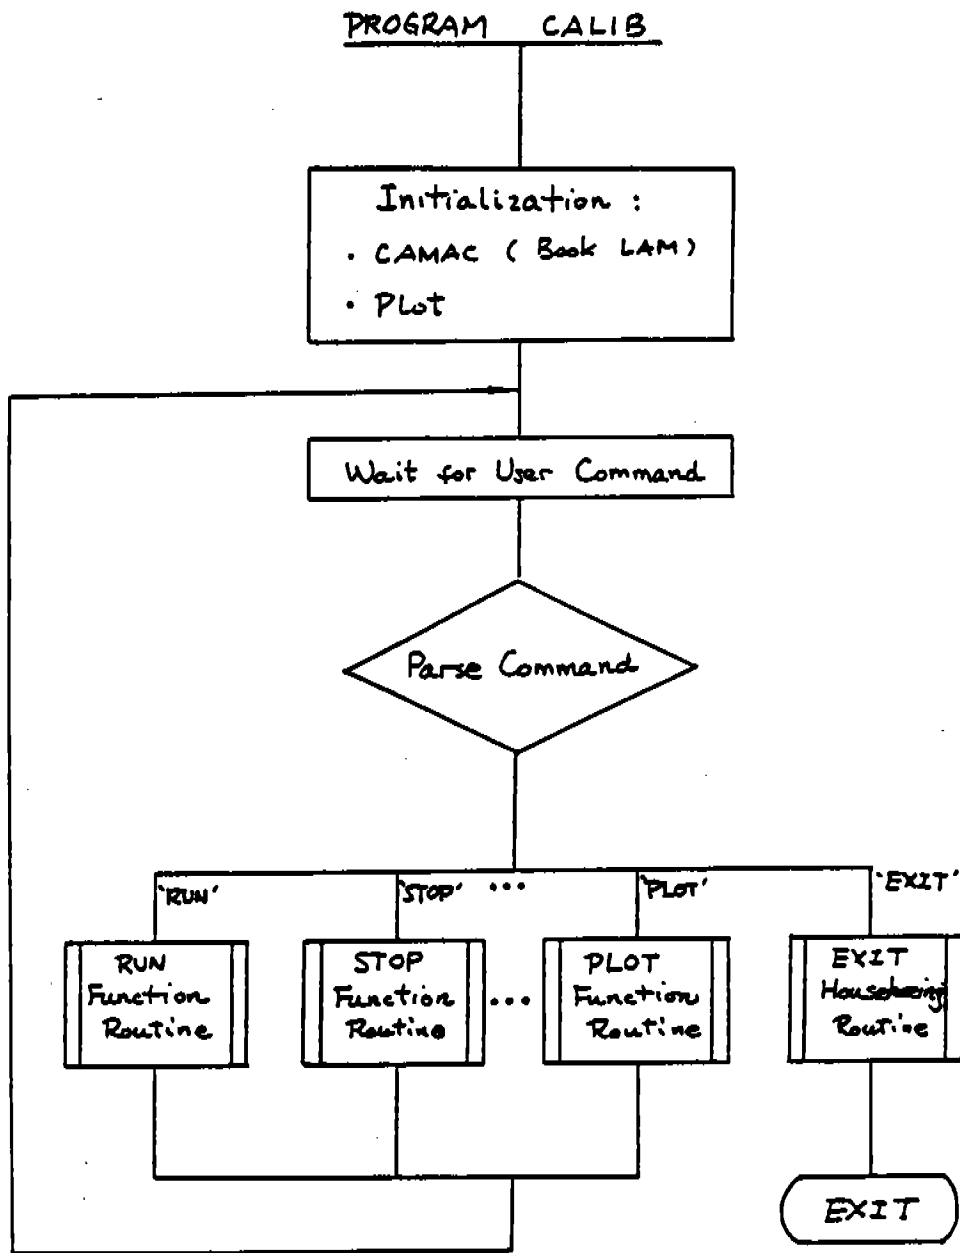 PROGRAM CALIB
Initialization :
· CAMAC ( Book LAM )
· PLot
Wait for User Command
Parse Command
'RUN'
'STOP' ...
'PLOT'
'EXIT'
RUN
Function
Routine
STOP
Function
Routine
...
PLOT
Function
Routine
EXIT
Routine
EXIT